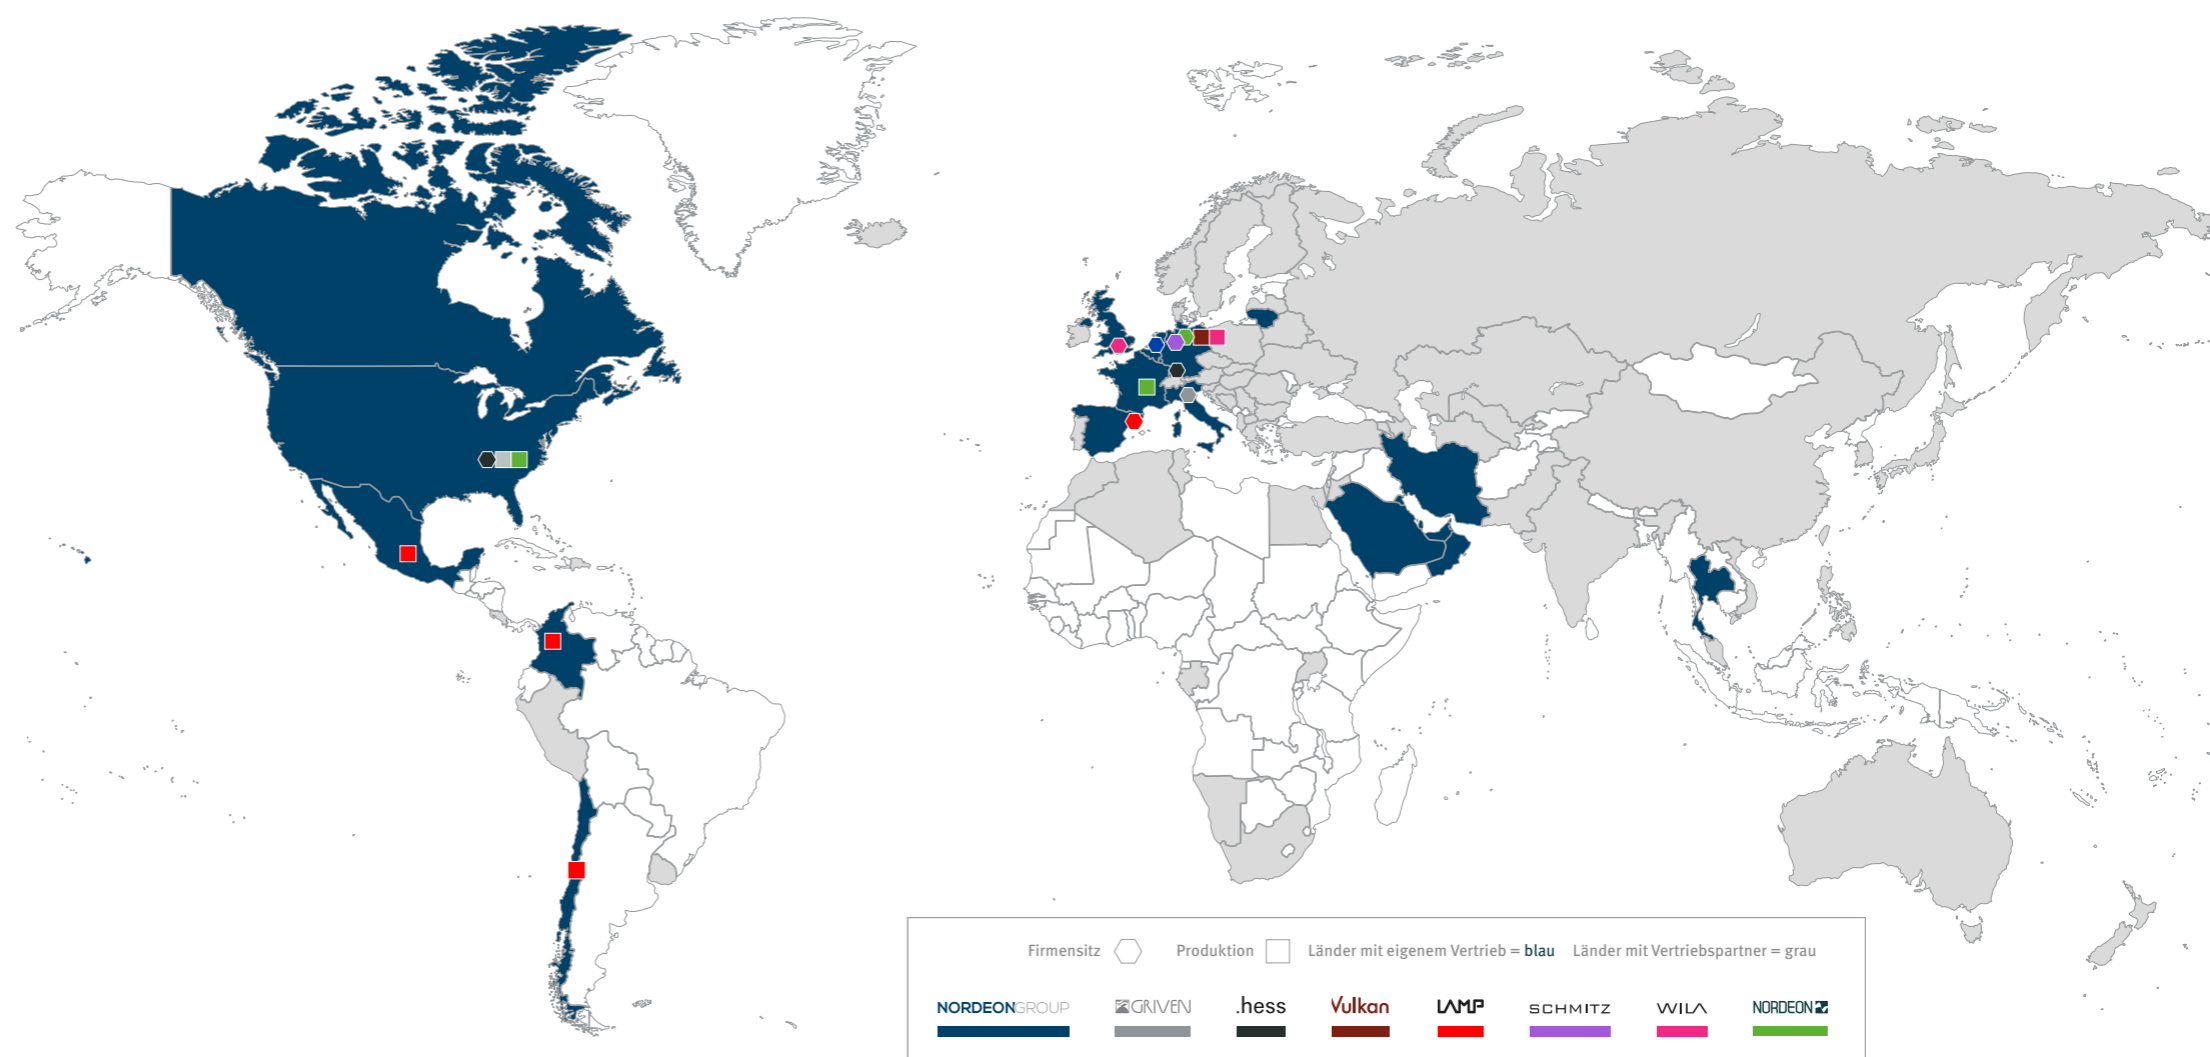 Firmensitz Produktion Länder mit eigenem Vertrieb = blau Länder mit Vertriebspartner = grau
NORDEONGROUP GRIVEN .hess Vulkan LAMP SCHMITZ WILA NORDEON